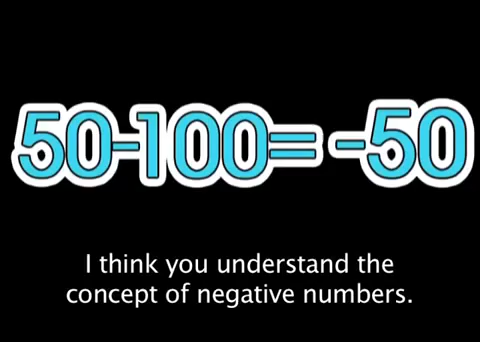 50-100= -50
I think you understand the
concept of negative numbers.